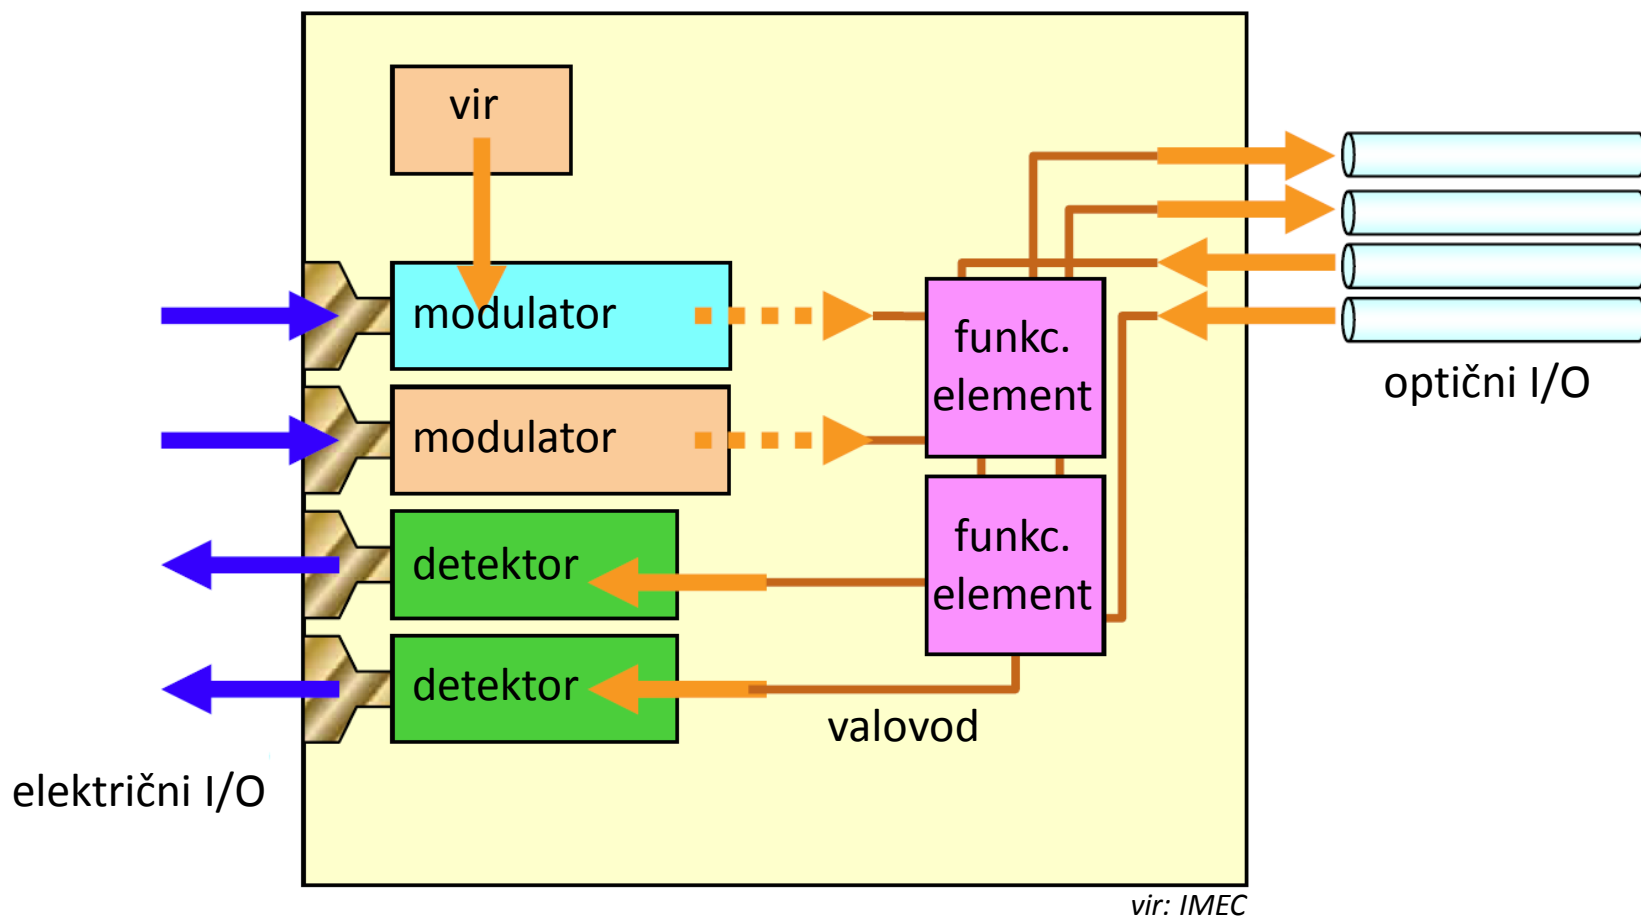 vir
modulator
modulator
detektor
detektor
funkc.
element
funkc.
element
valovod
optični I/O
električni I/O
vir: IMEC